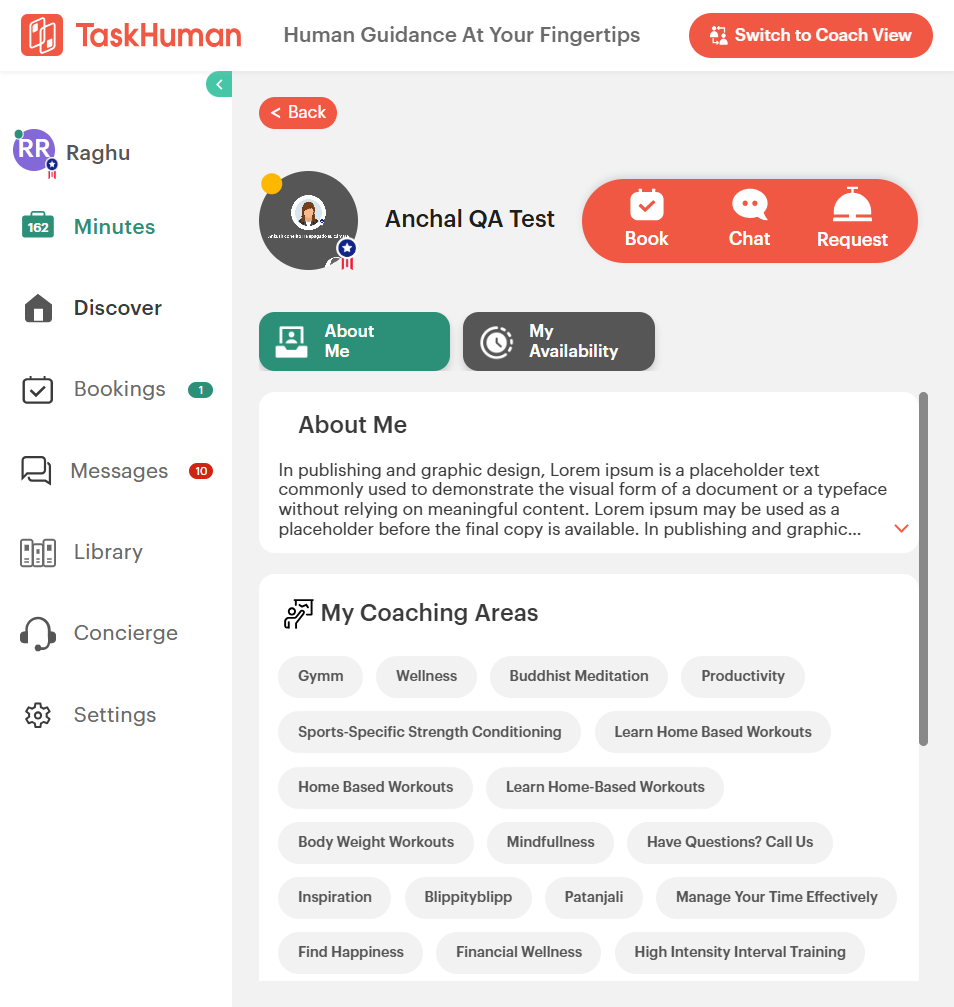 TaskHuman
Human Guidance At Your Fingertips
Switch to Coach View
< Back
RR
Raghu
162
Minutes
Discover
Bookings
1
Messages
10
Library
Concierge
Settings
Anchal QA Test
Book
Chat
Request
About
Me
My
Availability
About Me
In publishing and graphic design, Lorem ipsum is a placeholder text
commonly used to demonstrate the visual form of a document or a typeface
without relying on meaningful content. Lorem ipsum may be used as a
placeholder before the final copy is available. In publishing and graphic...
My Coaching Areas
Gymm
Wellness
Buddhist Meditation
Productivity
Sports-Specific Strength Conditioning
Learn Home Based Workouts
Home Based Workouts
Learn Home-Based Workouts
Body Weight Workouts
Mindfullness
Have Questions? Call Us
Inspiration
Blippityblipp
Patanjali
Manage Your Time Effectively
Find Happiness
Financial Wellness
High Intensity Interval Training